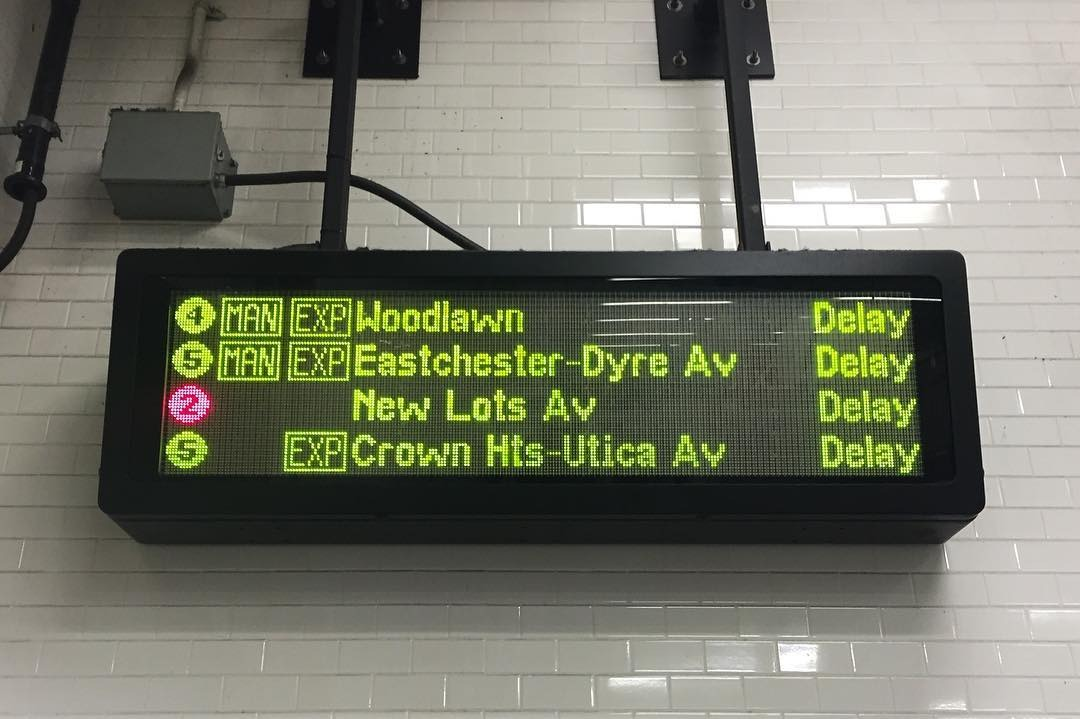 4 MAN EXP Woodlawn Delay
5 MAN EXP Eastchester-Dyre Av Delay
2 New Lots Av Delay
5 EXP Crown Hts-Utica Av Delay